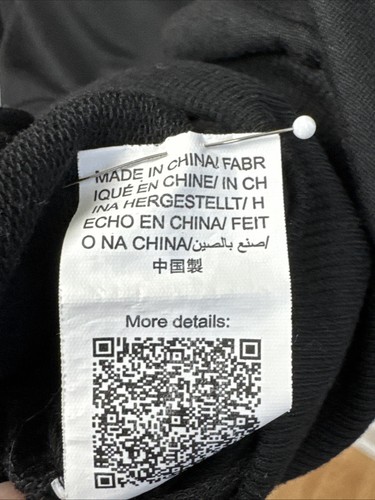 MADE IN CHINA/ FABR
IQUÉ EN CHINE/ IN CH
INA HERGESTELLT/ H
ECHO EN CHINA/ FEIT
O NA CHINA/صنع بالصين/
中国製
More details: